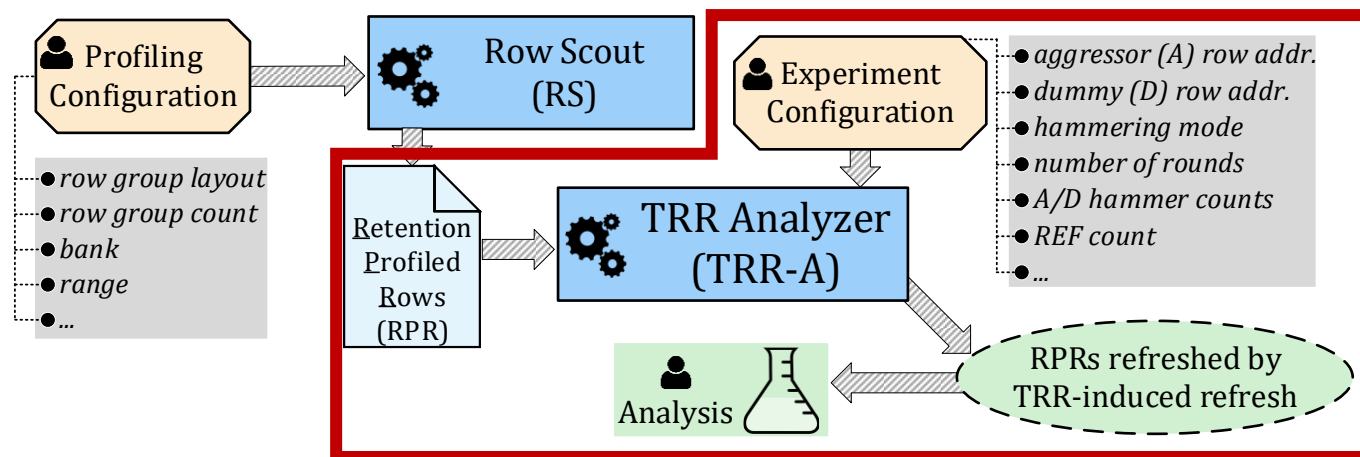 Profiling
Configuration
row group layout
row group count
bank
range
...
Row Scout
(RS)
Retention
Profiled
Rows
(RPR)
Experiment
Configuration
aggressor (A) row addr.
dummy (D) row addr.
hammering mode
number of rounds
A/D hammer counts
REF count
...
TRR Analyzer
(TRR-A)
RPRs refreshed by
TRR-induced refresh
Analysis